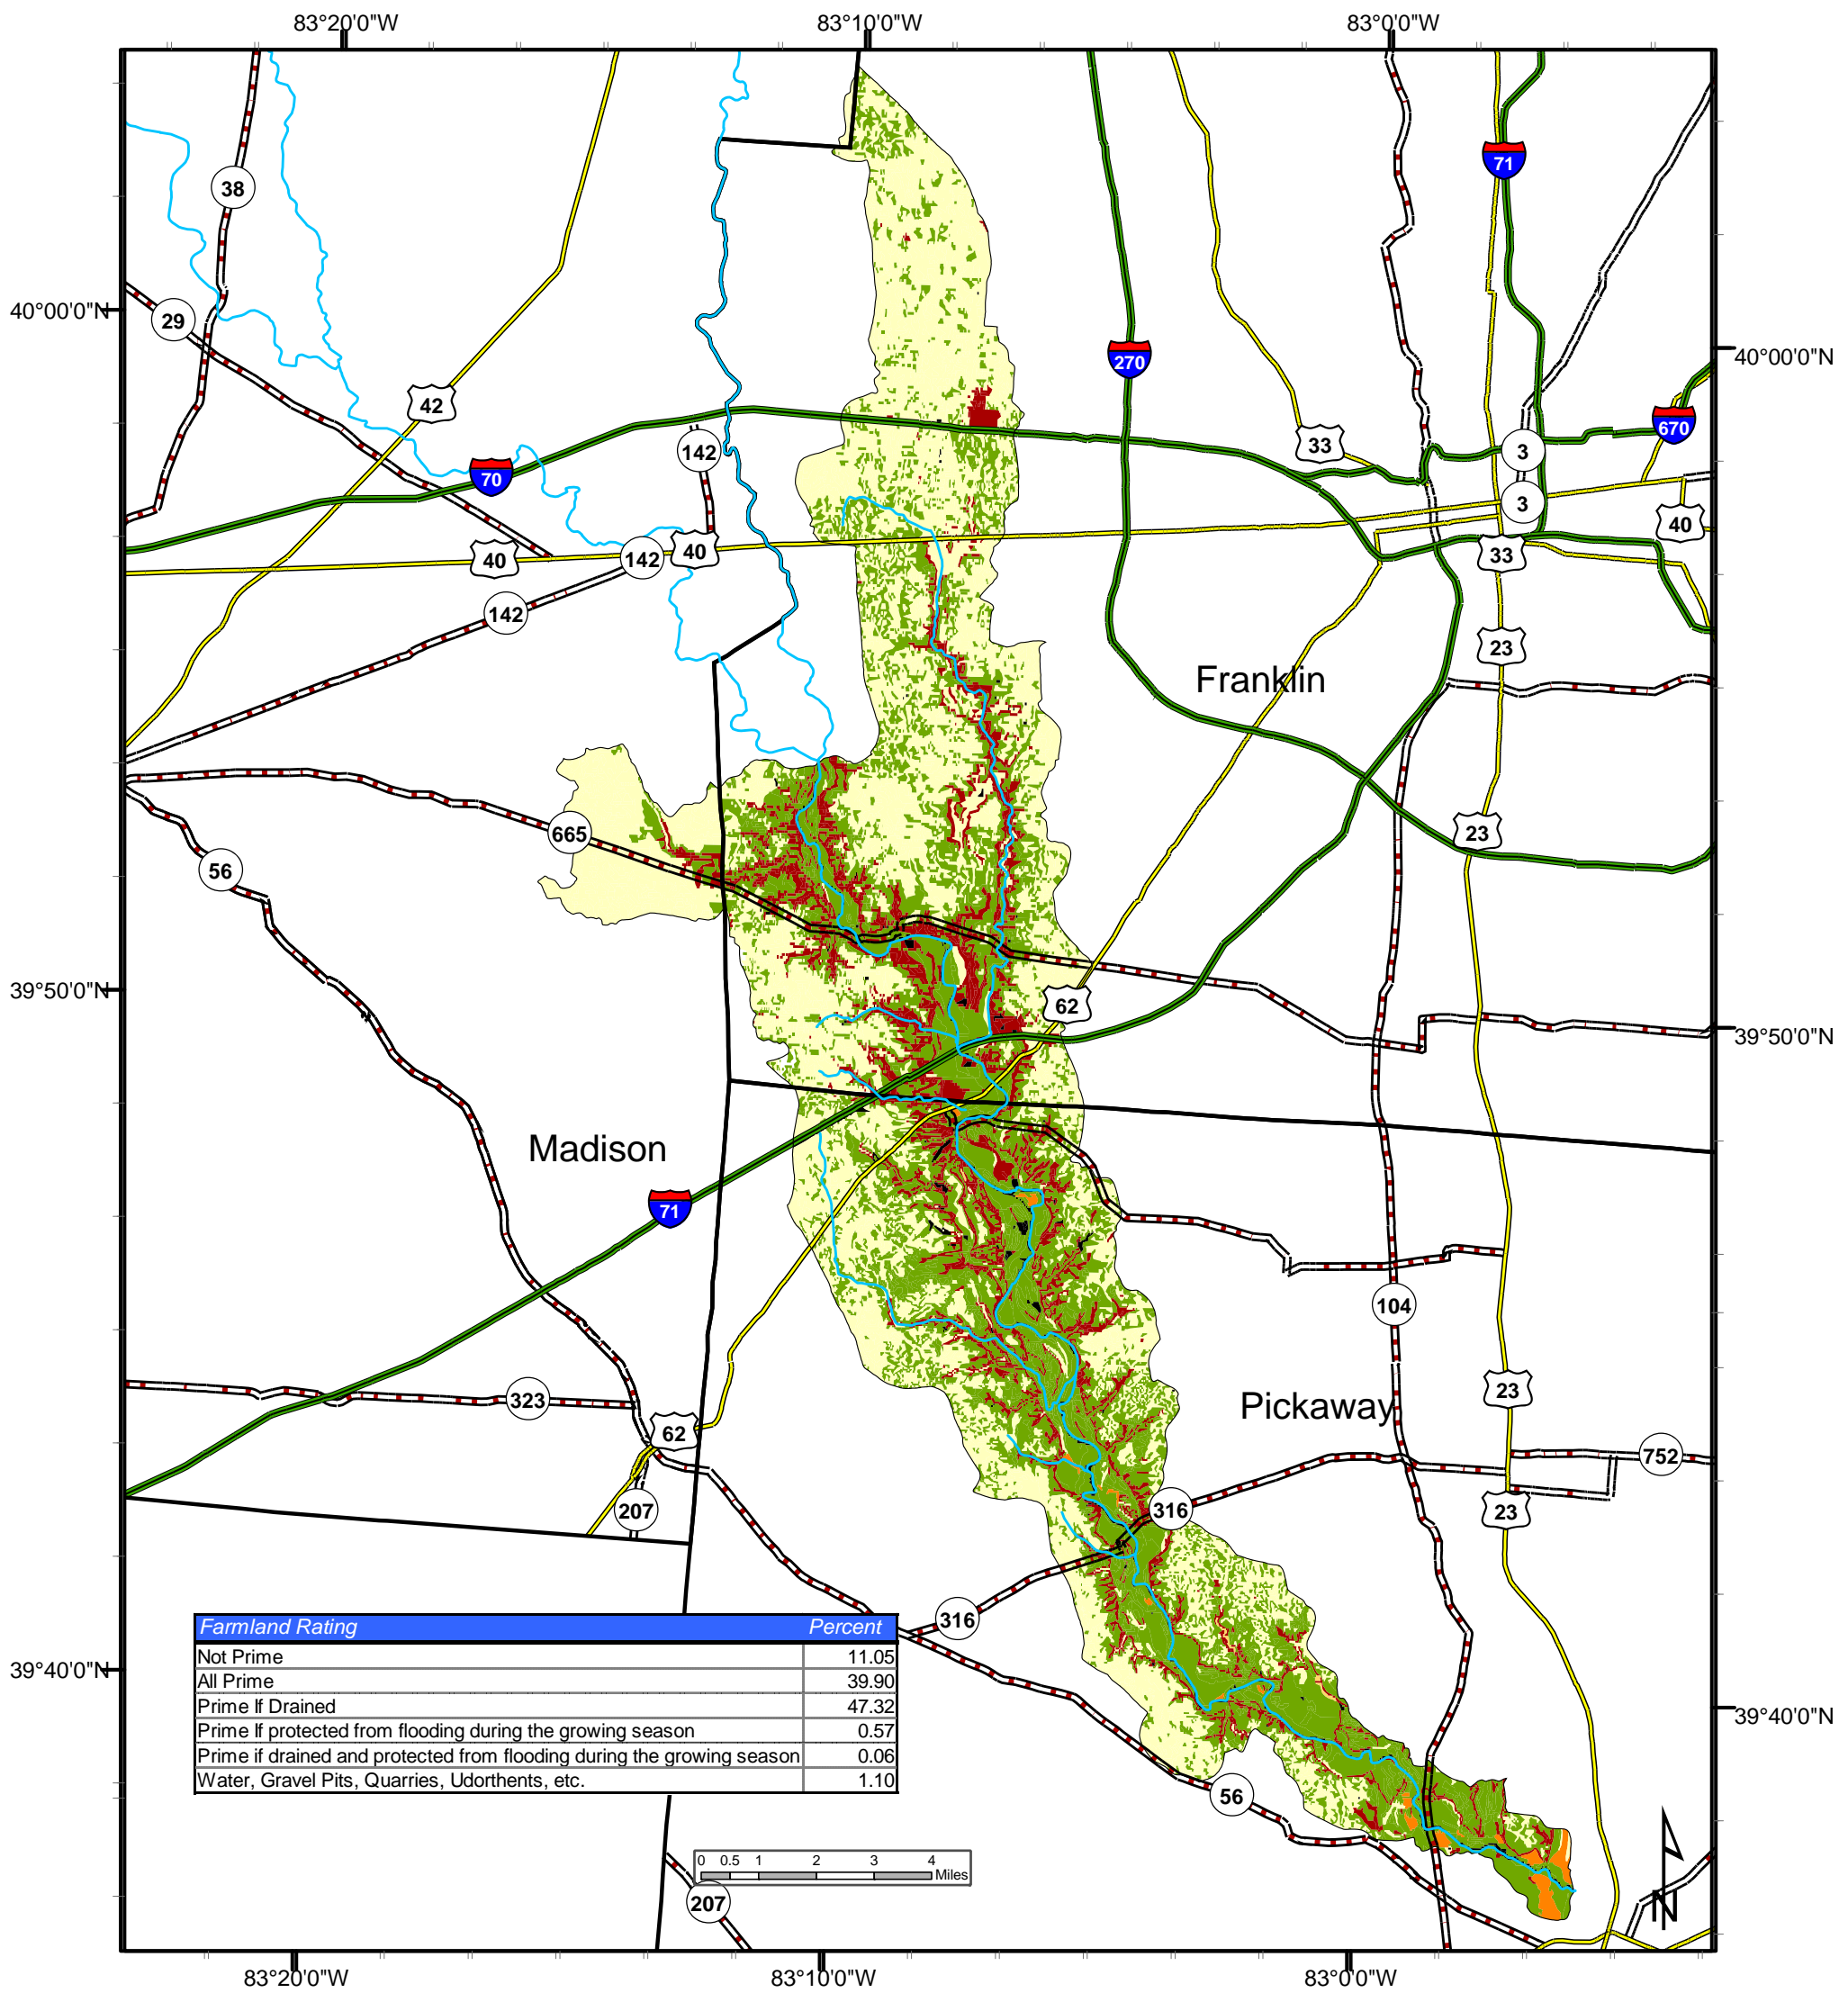 83°20'0"W 83°10'0"W 83°0'0"W
71
38
40°00'0"N
29
40°00'0"N
270
42
670
33
142
3
70
3
40
40
142
40
33
142
23
Franklin
23
665
56
39°50'0"N
62
39°50'0"N
Madison
71
104
23
323
Pickaway
62
752
207
316
23
316
Farmland Rating Percent
Not Prime 11.05
39°40'0"N
All Prime 39.90
Prime If Drained 47.32
39°40'0"N
Prime If protected from flooding during the growing season 0.57
Prime if drained and protected from flooding during the growing season 0.06
Water, Gravel Pits, Quarries, Udorthents, etc. 1.10
56
0 0.5 1 2 3 4
Miles
207
N
83°20'0"W 83°10'0"W 83°0'0"W